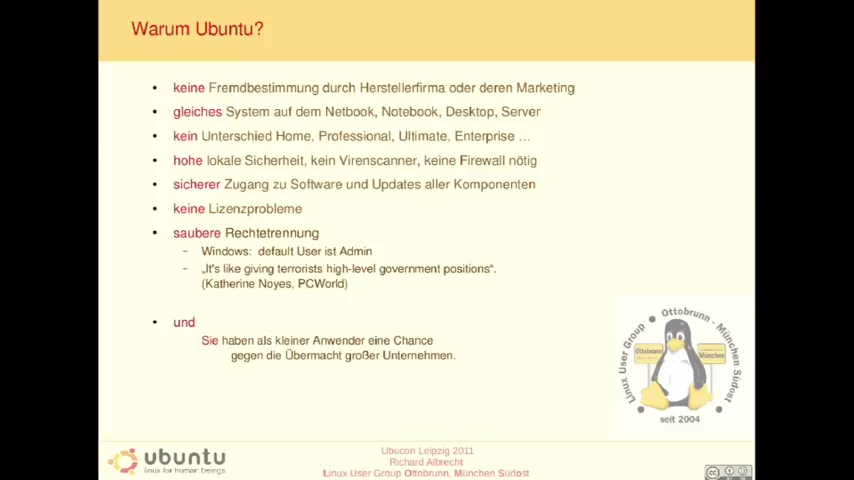 Warum Ubuntu?
• keine Fremdbestimmung durch Herstellerfirma oder deren Marketing
• gleiches System auf dem Netbook, Notebook, Desktop, Server
• kein Unterschied Home, Professional, Ultimate, Enterprise ...
• hohe lokale Sicherheit, kein Virenscanner, keine Firewall nötig
• sicherer Zugang zu Software und Updates aller Komponenten
• keine Lizenzprobleme
• saubere Rechtetrennung
– Windows: default User ist Admin
– „It's like giving terrorists high-level government positions“.
(Katherine Noyes, PCWorld)
• und
Sie haben als kleiner Anwender eine Chance
gegen die Übermacht großer Unternehmen.
Linux User Group • Ottobrunn - München Südost •
Ottobrunn
München
seit 2004
ubuntu
linux for human beings
Ubucon Leipzig 2011
Richard Albrecht
Linux User Group Ottobrunn, München Südost